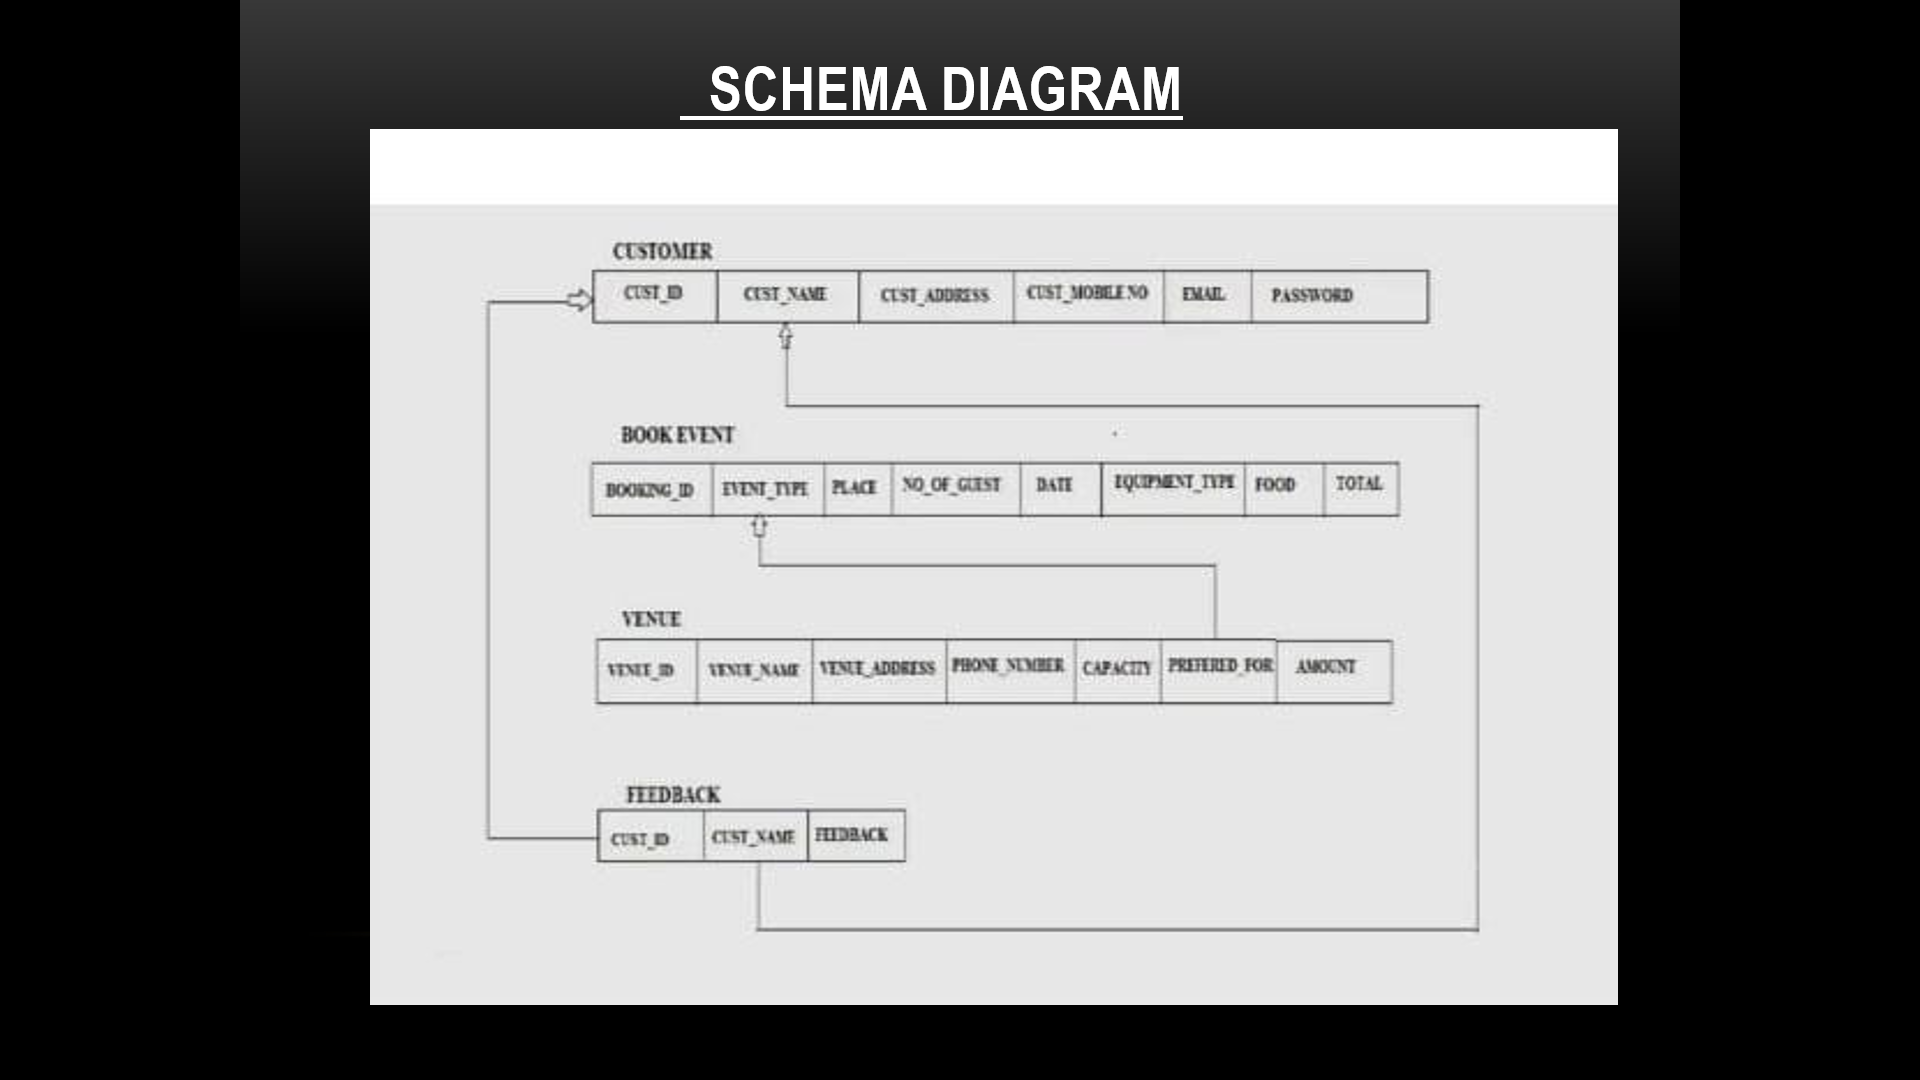 SCHEMA DIAGRAM
CUSTOMER
CUST_ID CUST_NAME CUST_ADDRESS CUST_MOBILE NO EMAIL PASSWORD
BOOK EVENT
BOOKING_ID EVENT_TYPE PLACE NO_OF_GUEST DATE EQUIPMENT_TYPE FOOD TOTAL
VENUE
VENUE_ID VENUE_NAME VENUE_ADDRESS PHONE_NUMBER CAPACITY PREFERED_FOR AMOUNT
FEEDBACK
CUST_ID CUST_NAME FEEDBACK